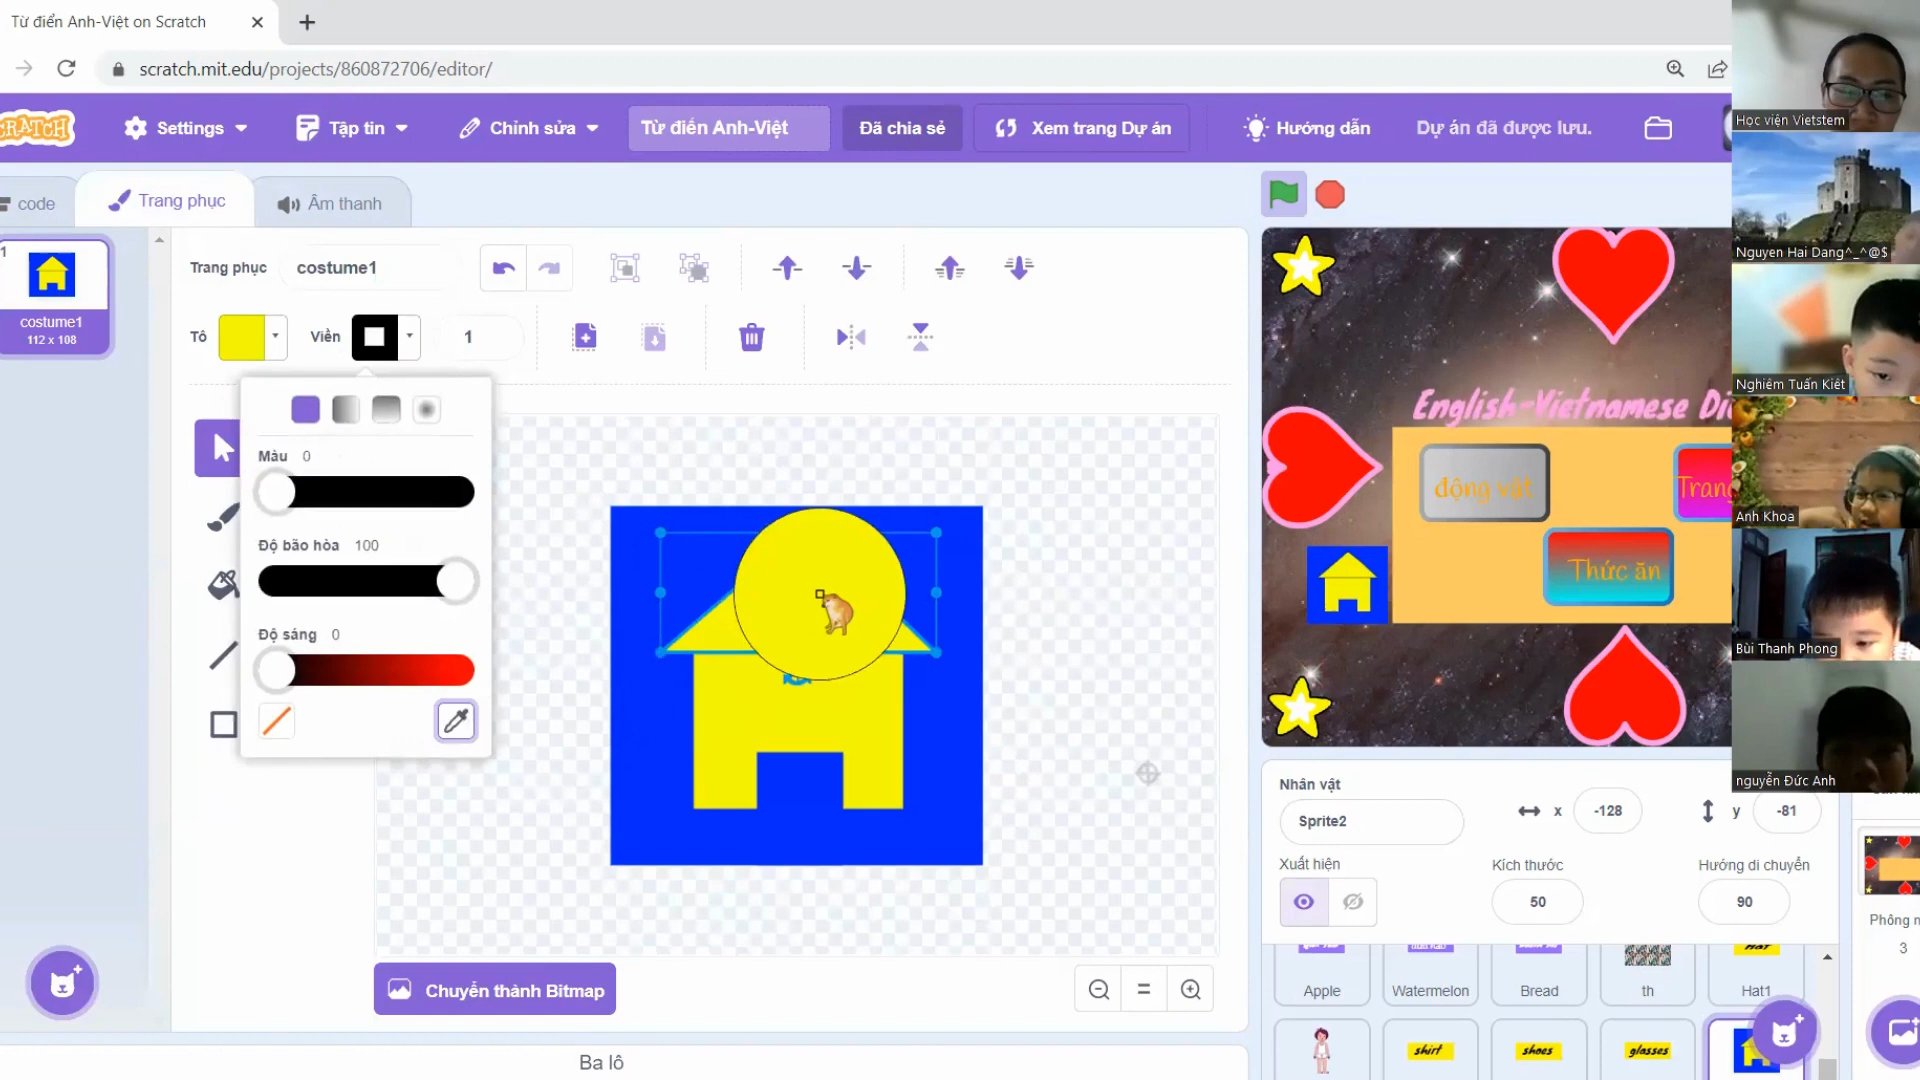 Từ điển Anh-Việt on Scratch
scratch.mit.edu/projects/860872706/editor/
Settings
Tập tin
Chỉnh sửa
Từ điển Anh-Việt
Đã chia sẻ
Xem trang Dự án
Hướng dẫn
Dự án đã được lưu.
Học viện Vietstem
code
Trang phục
Âm thanh
1
costume1
112 x 108
Trang phục
costume1
Nguyen Hai Dang^_^@$
Tô
Viền
1
Nghiêm Tuấn Kiệt
English-Vietnamese Di
Màu 0
động vật
Trang
Anh Khoa
Độ bão hòa 100
Thức ăn
Độ sáng 0
Bùi Thanh Phong
nguyễn Đức Anh
Nhân vật
Sprite2
x
-128
y
-81
Xuất hiện
Kích thước
Hướng di chuyển
50
90
Phông n
3
Chuyển thành Bitmap
Hat
Apple
Watermelon
Bread
th
Hat1
shirt
shoes
glasses
Ba lô